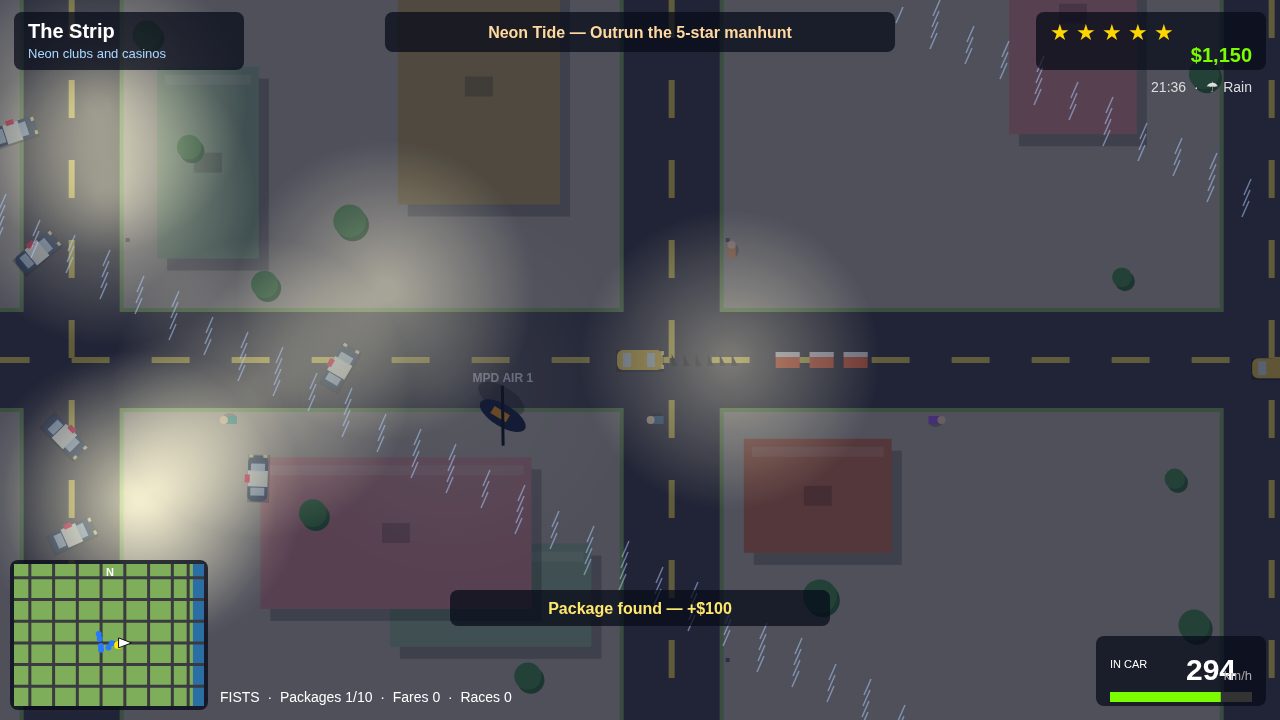 The Strip
Neon clubs and casinos
Neon Tide — Outrun the 5-star manhunt
★ ★ ★ ★ ★
$1,150
21:36 · ☂ Rain
MPD AIR 1
Package found — +$100
N
FISTS · Packages 1/10 · Fares 0 · Races 0
IN CAR
294 km/h